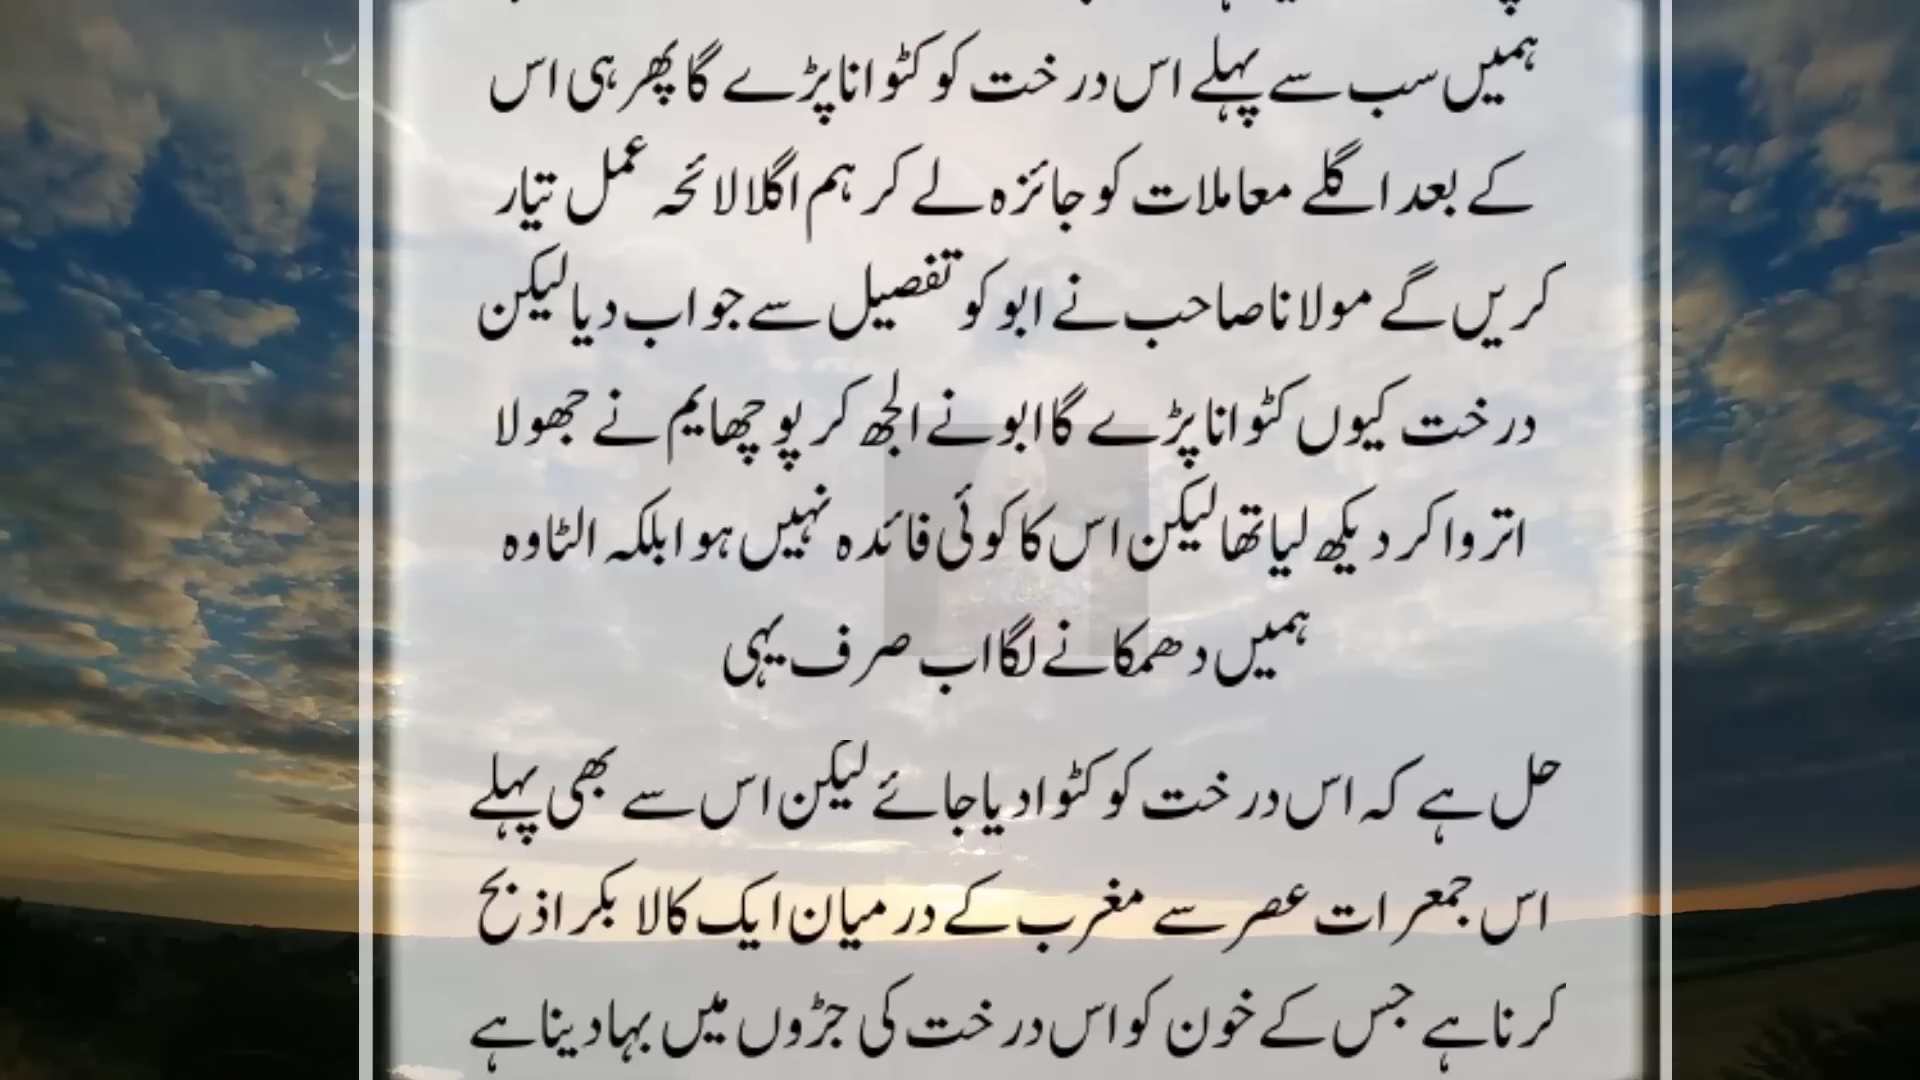 ہمیں سب سے پہلے اس درخت کو کٹوانا پڑے گا پھر ہی اس
کے بعد اگلے معاملات کو جائزہ لے کر ہم اگلا لائحہ عمل تیار
کریں گے مولانا صاحب نے ابو کو تفصیل سے جواب دیا لیکن
درخت کیوں کٹوانا پڑے گا ابو نے الجھ کر پوچھا یم نے جھولا
اتروا کر دیکھ لیا تھا لیکن اس کا کوئی فائدہ نہیں ہوا بلکہ الٹا وہ
ہمیں دھمکانے لگا اب صرف یہی
حل ہے کہ اس درخت کو کٹوا دیا جائے لیکن اس سے بھی پہلے
اس جمعرات عصر سے مغرب کے درمیان ایک کالا بکرا ذبح
کرنا ہے جس کے خون کو اس درخت کی جڑوں میں بہا دینا ہے